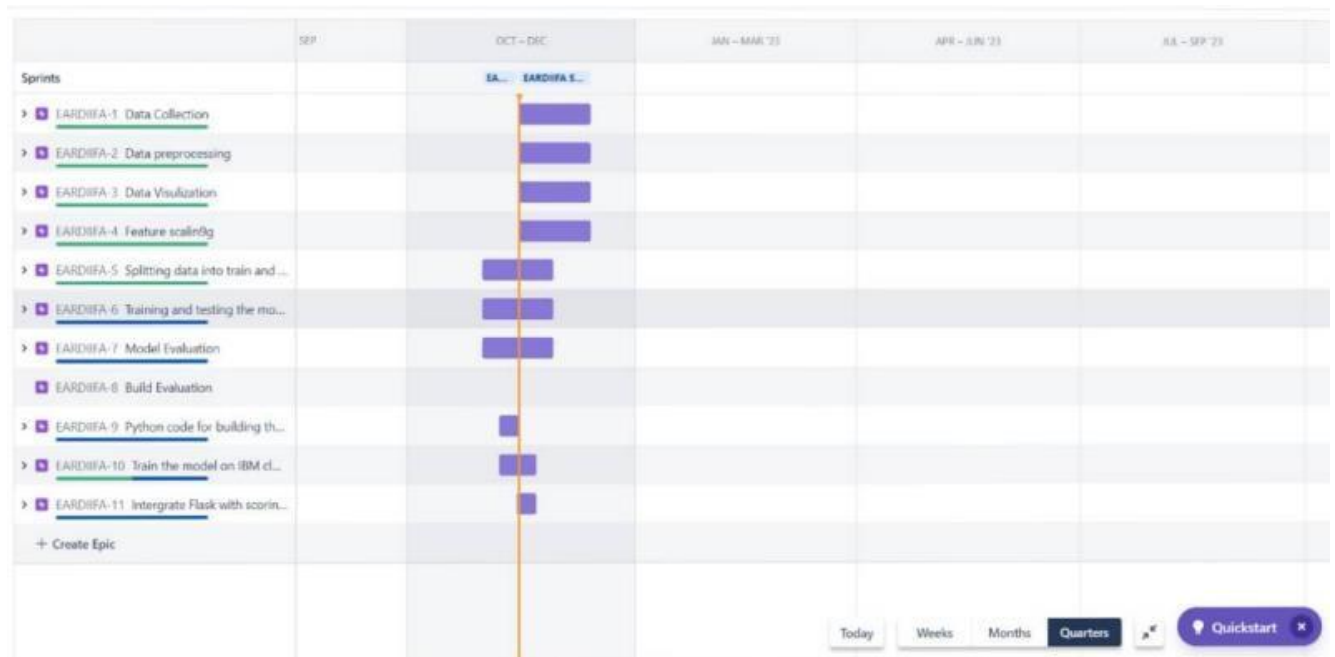 SEP OCT – DEC JAN – MAR '23 APR – JUN '23 JUL – SEP '23
Sprints EA... EARDIIFA S...
EARDIIFA-1 Data Collection
EARDIIFA-2 Data preprocessing
EARDIIFA-3 Data Visulization
EARDIIFA-4 Feature scalin9g
EARDIIFA-5 Splitting data into train and ...
EARDIIFA-6 Training and testing the mo...
EARDIIFA-7 Model Evaluation
EARDIIFA-8 Build Evaluation
EARDIIFA-9 Python code for building th...
EARDIIFA-10 Train the model on IBM cl...
EARDIIFA-11 Intergrate Flask with scorin...
+ Create Epic
Today Weeks Months Quarters Quickstart